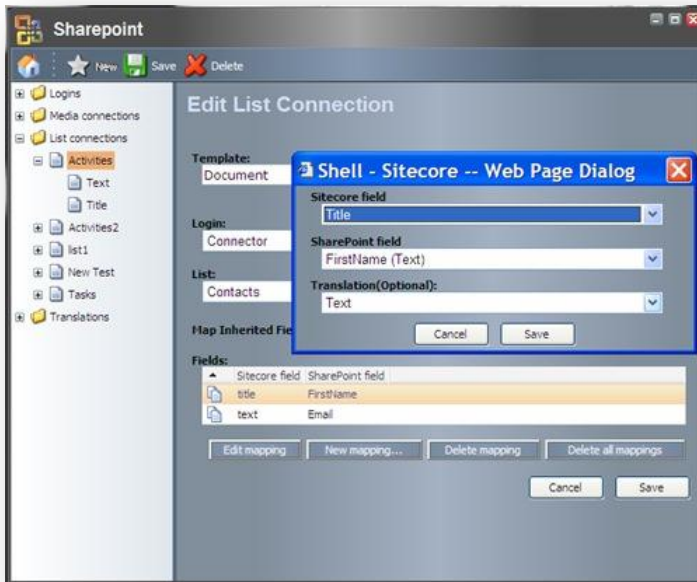 Sharepoint
New Save Delete
Logins
Media connections
List connections
Activities
Text
Title
Activities2
list1
New Test
Tasks
Translations
Edit List Connection
Template:
Document
Login:
Connector
List:
Contacts
Map Inherited
Shell - Sitecore -- Web Page Dialog
Sitecore field
Title
SharePoint field
FirstName (Text)
Translation(Optional):
Text
Cancel Save
Fields:
Sitecore field SharePoint field
title FirstName
text Email
Edit mapping New mapping... Delete mapping Delete all mappings
Cancel Save